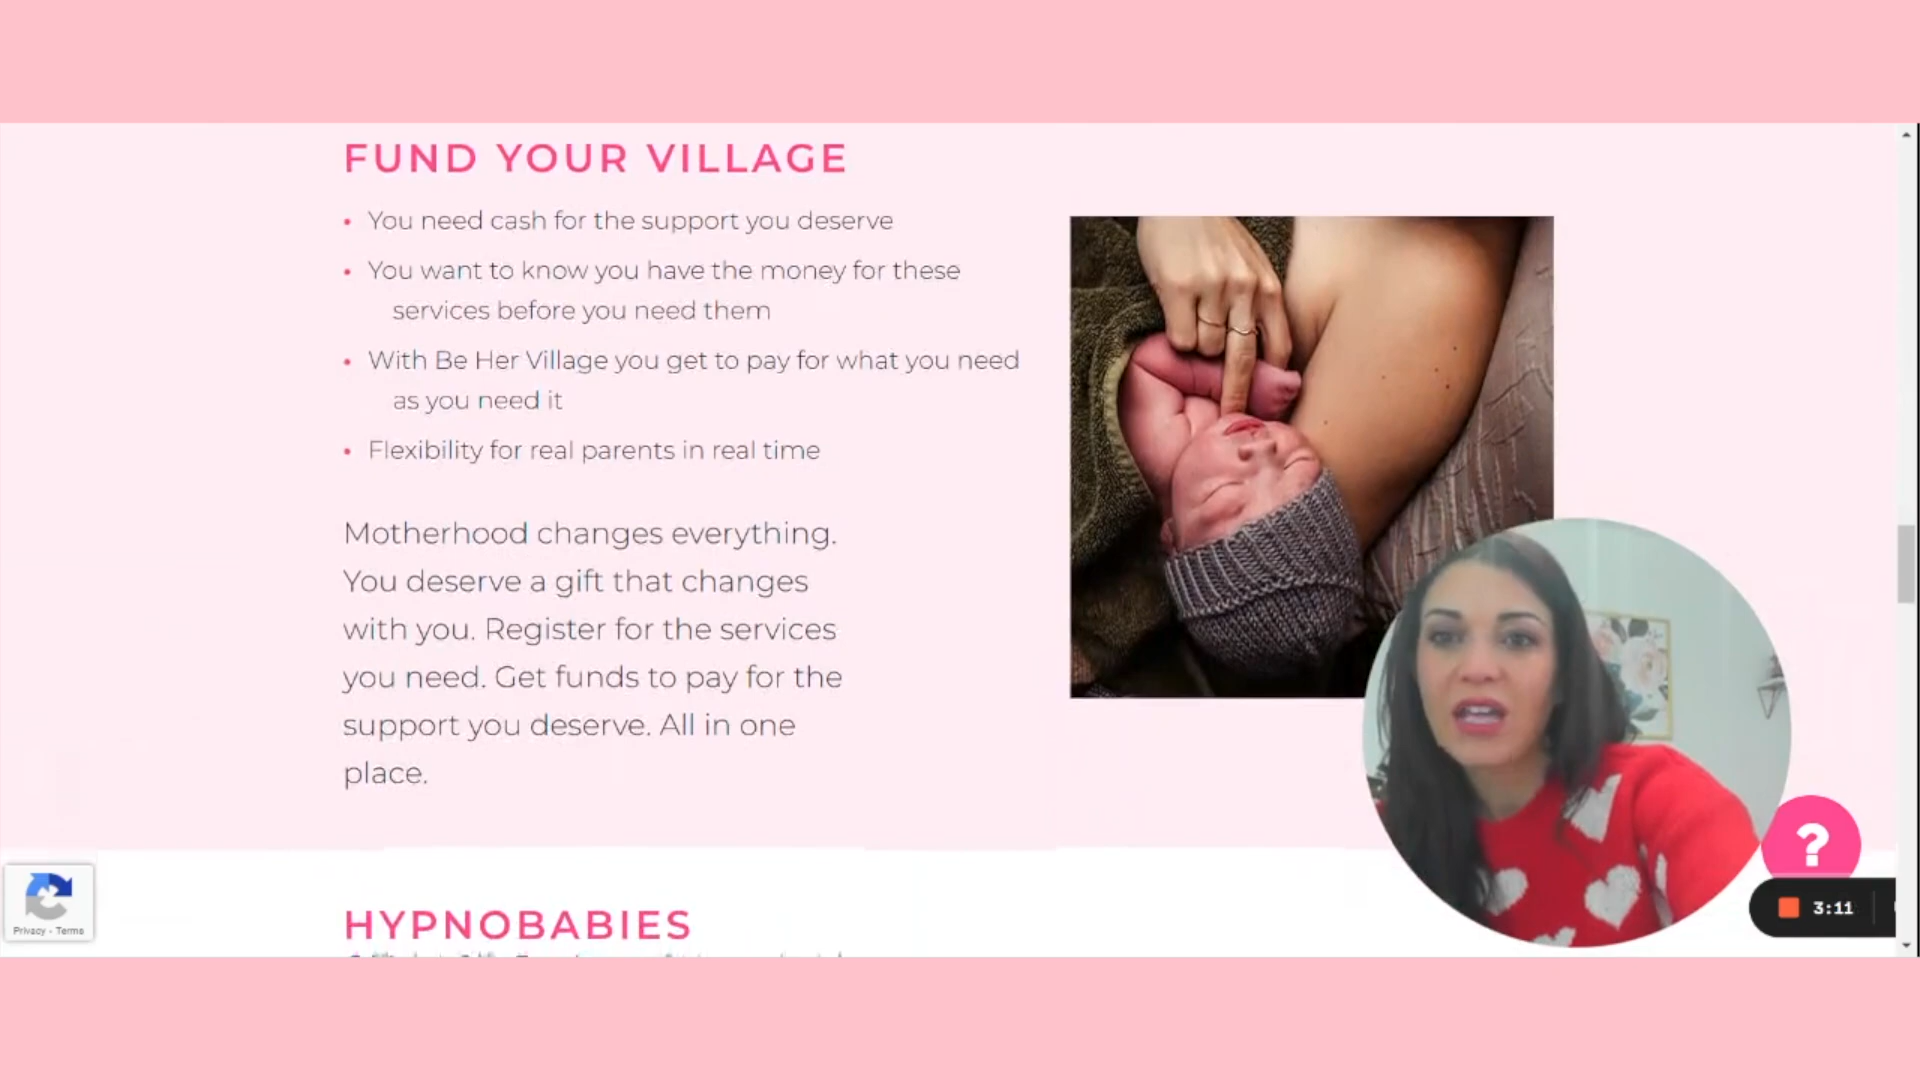 FUND YOUR VILLAGE
• You need cash for the support you deserve
• You want to know you have the money for these
services before you need them
• With Be Her Village you get to pay for what you need
as you need it
• Flexibility for real parents in real time
Motherhood changes everything.
You deserve a gift that changes
with you. Register for the services
you need. Get funds to pay for the
support you deserve. All in one
place.
?
3:11
Privacy - Terms
HYPNOBABIES